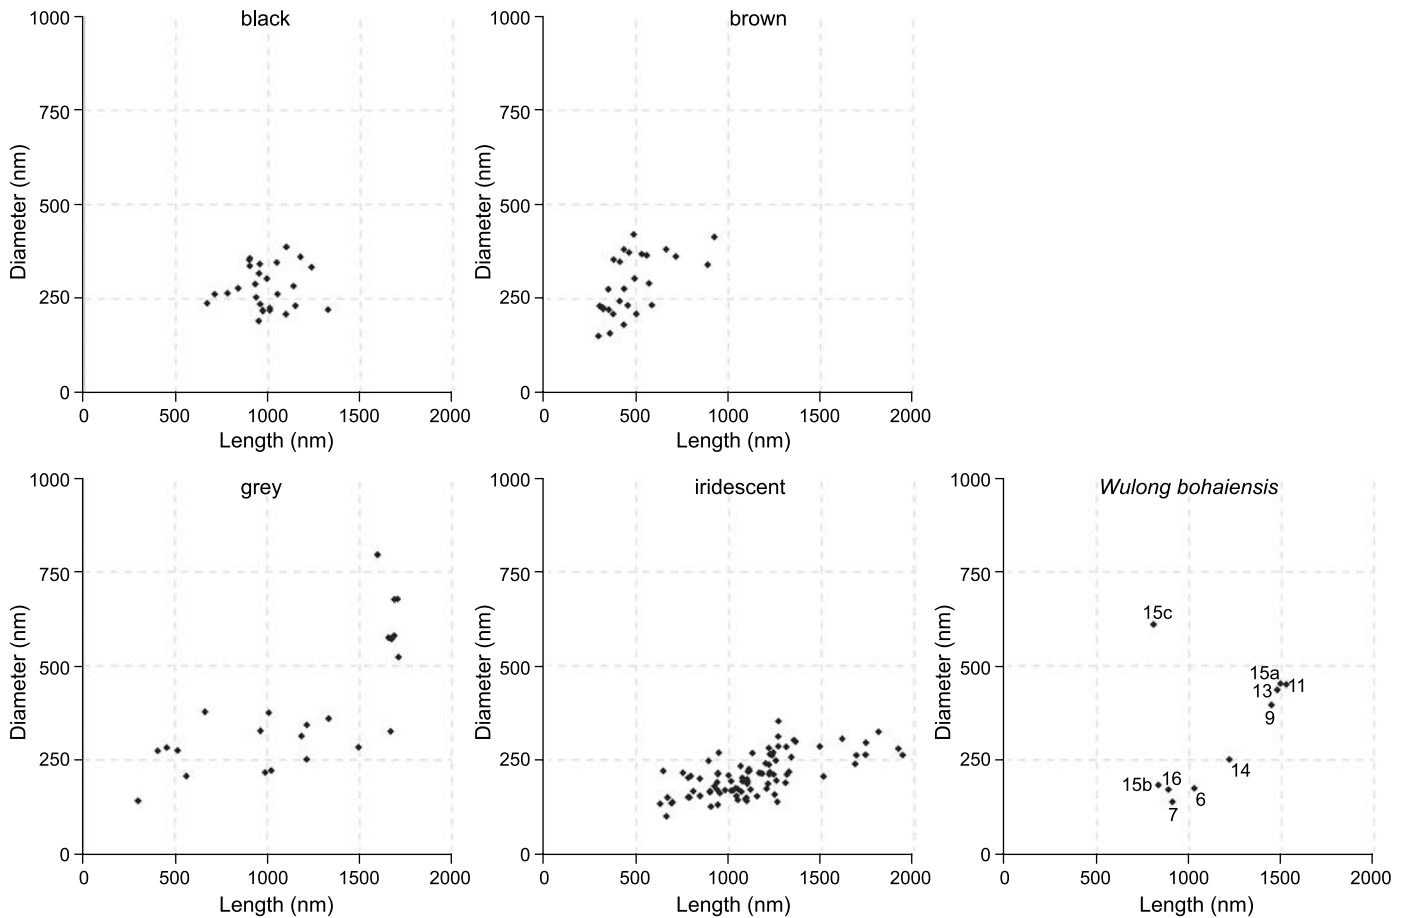 black
1000
750
500
250
0
Diameter (nm)
0 500 1000 1500 2000
Length (nm)
brown
1000
750
500
250
0
Diameter (nm)
0 500 1000 1500 2000
Length (nm)
grey
1000
750
500
250
0
Diameter (nm)
0 500 1000 1500 2000
Length (nm)
iridescent
1000
750
500
250
0
Diameter (nm)
0 500 1000 1500 2000
Length (nm)
Wulong bohaiensis
1000
750
500
250
0
Diameter (nm)
15c
15a
11
13
9
14
16
15b
6
7
0 500 1000 1500 2000
Length (nm)